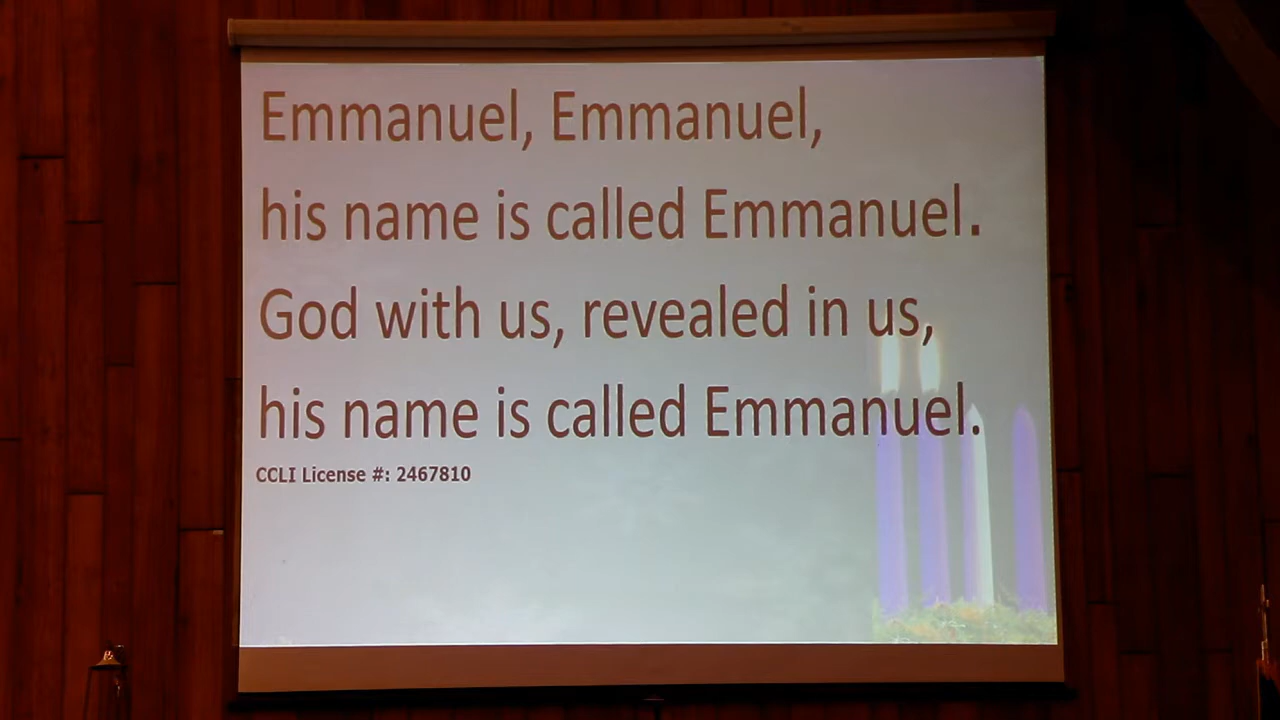 Emmanuel, Emmanuel,
his name is called Emmanuel.
God with us, revealed in us,
his name is called Emmanuel.
CCLI License #: 2467810